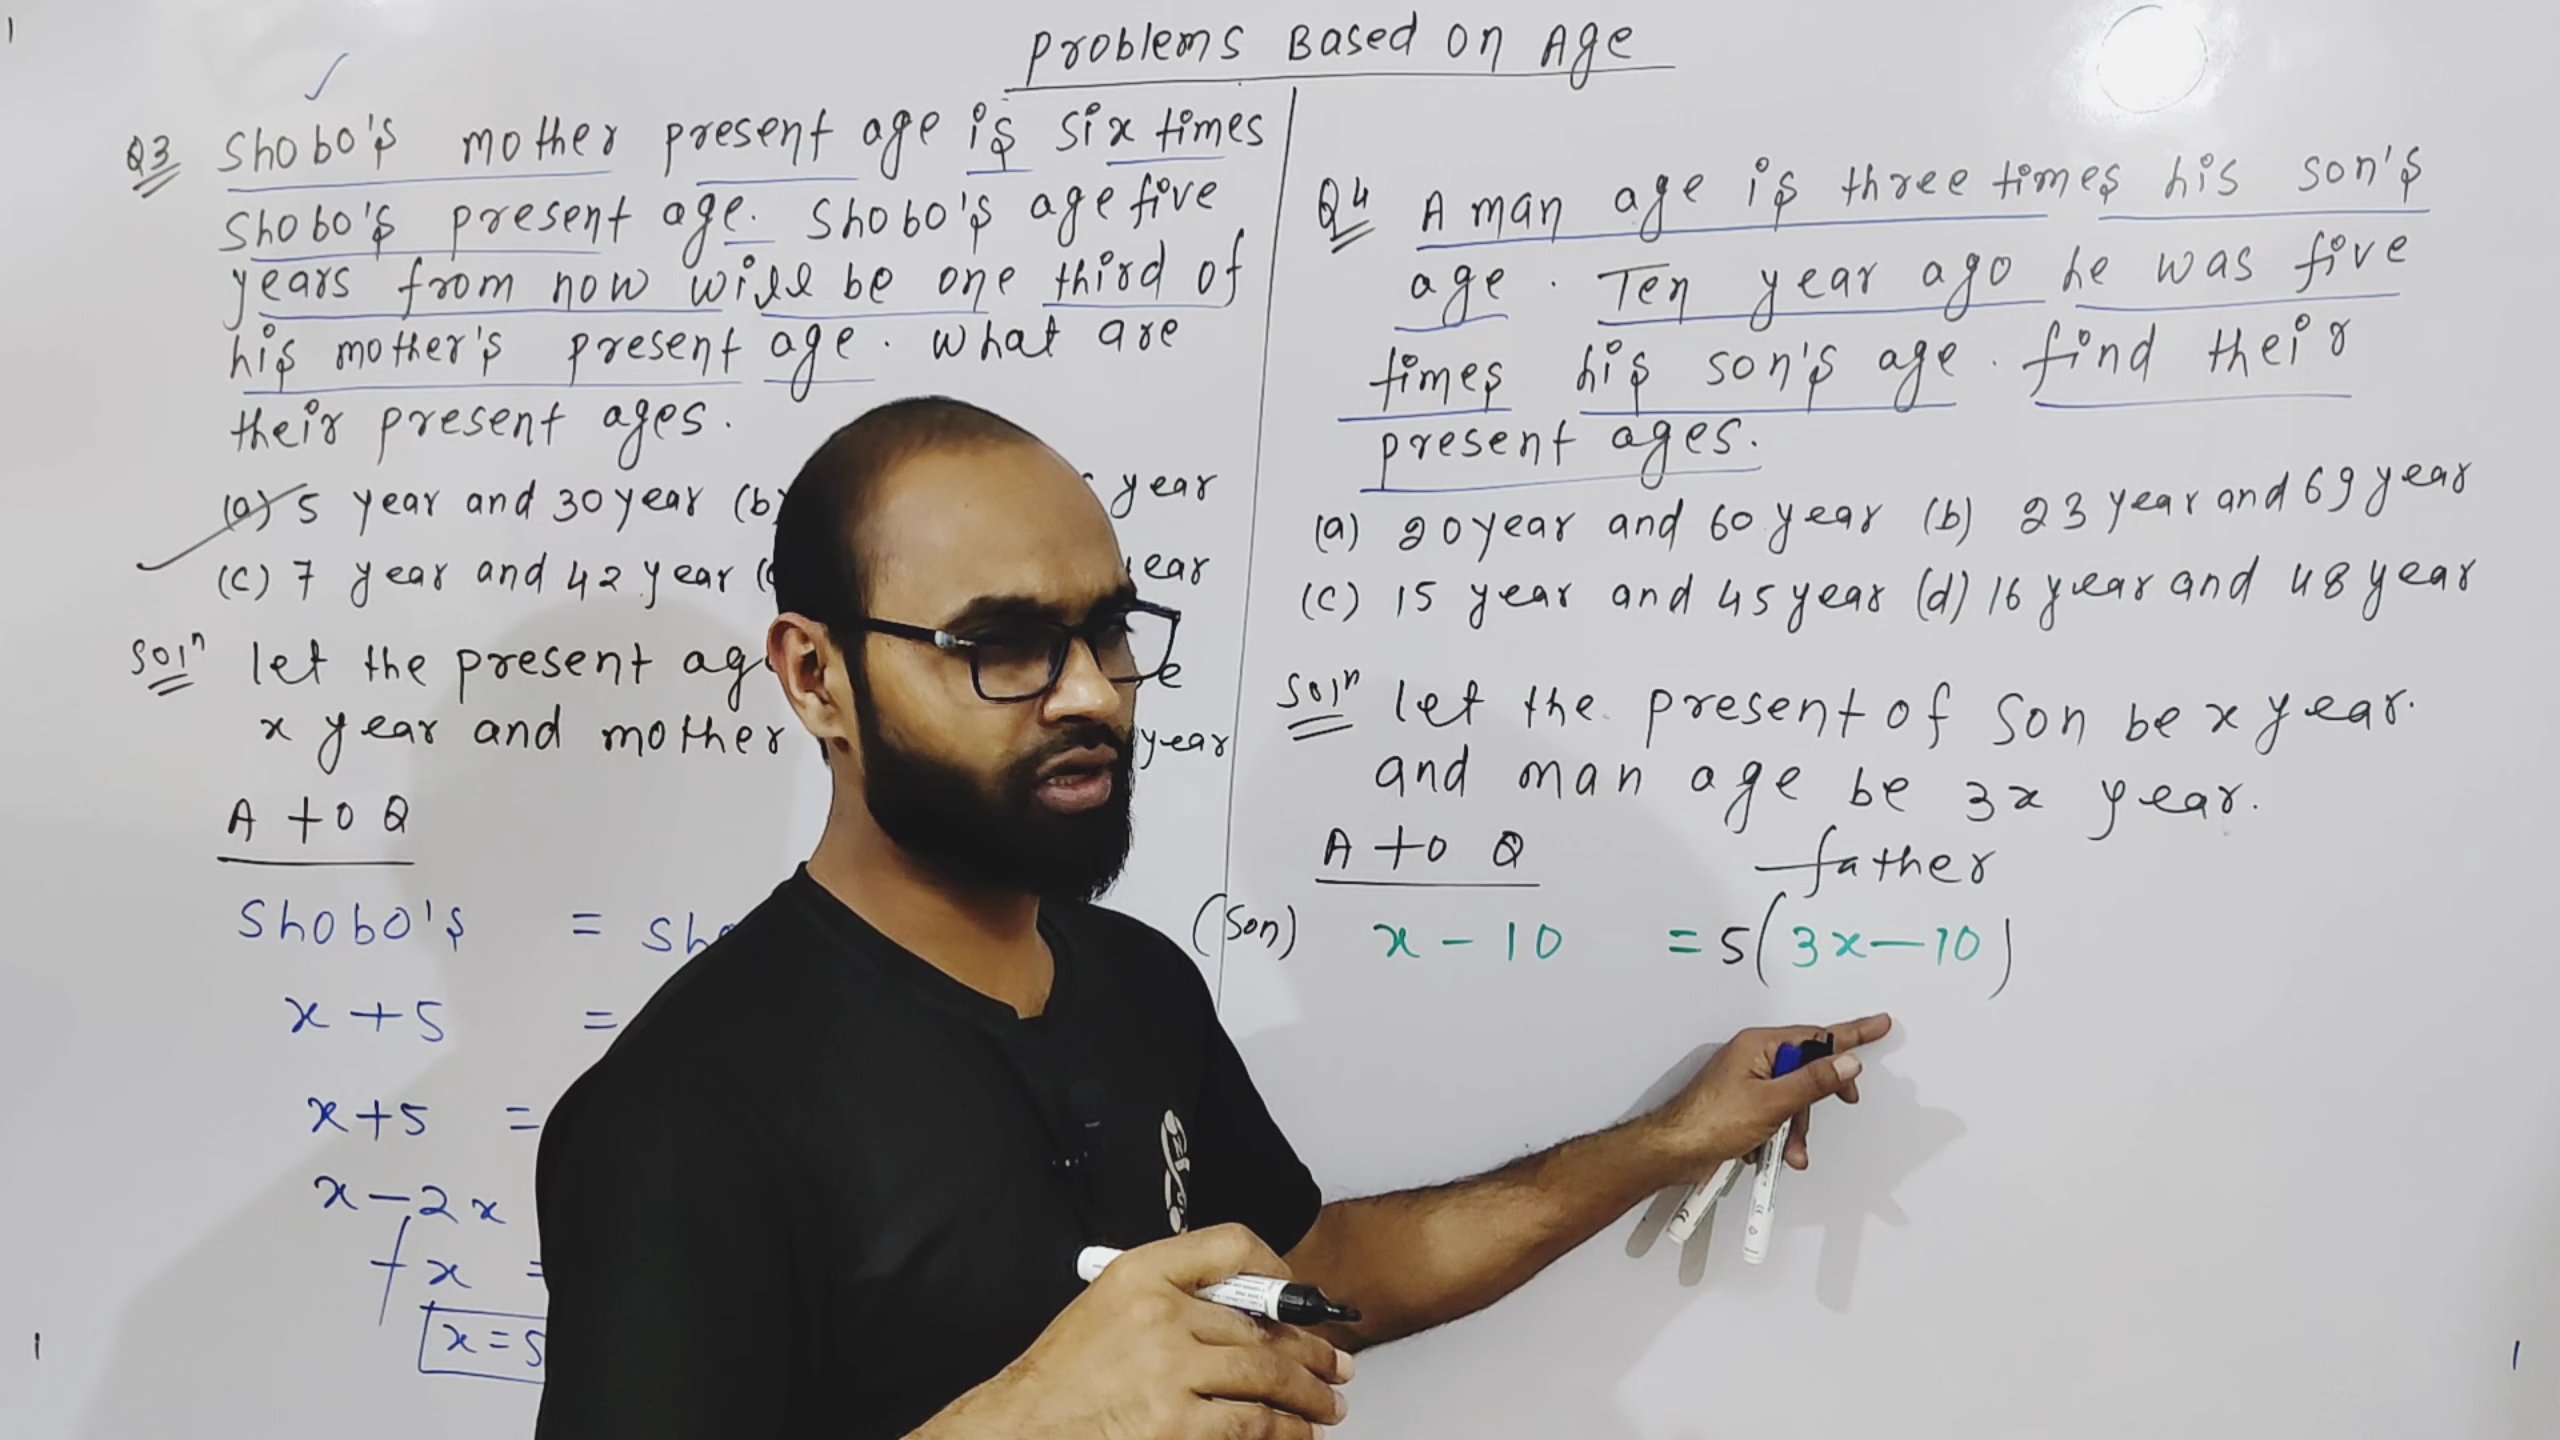 Problems Based on Age
Q3 Shobo's mother present age is six times
Shobo's present age. Shobo's age five
years from now will be one third of
his mother's present age. What are
their present ages.
(a) 5 year and 30 year (b) year
(c) 7 year and 42 year
Soln let the present
x year and mother year
A to Q
Shobo's =
x + 5 =
x + 5 =
x - 2x
x =
x = 5
Q4 A man age is three times his son's
age. Ten year ago he was five
times his son's age. find their
present ages.
(a) 20 year and 60 year (b) 23 year and 69 year
(c) 15 year and 45 year (d) 16 year and 48 year
Soln let the present of Son be x year.
and man age be 3x year.
A to Q father
(Son) x - 10 = 5(3x - 10)